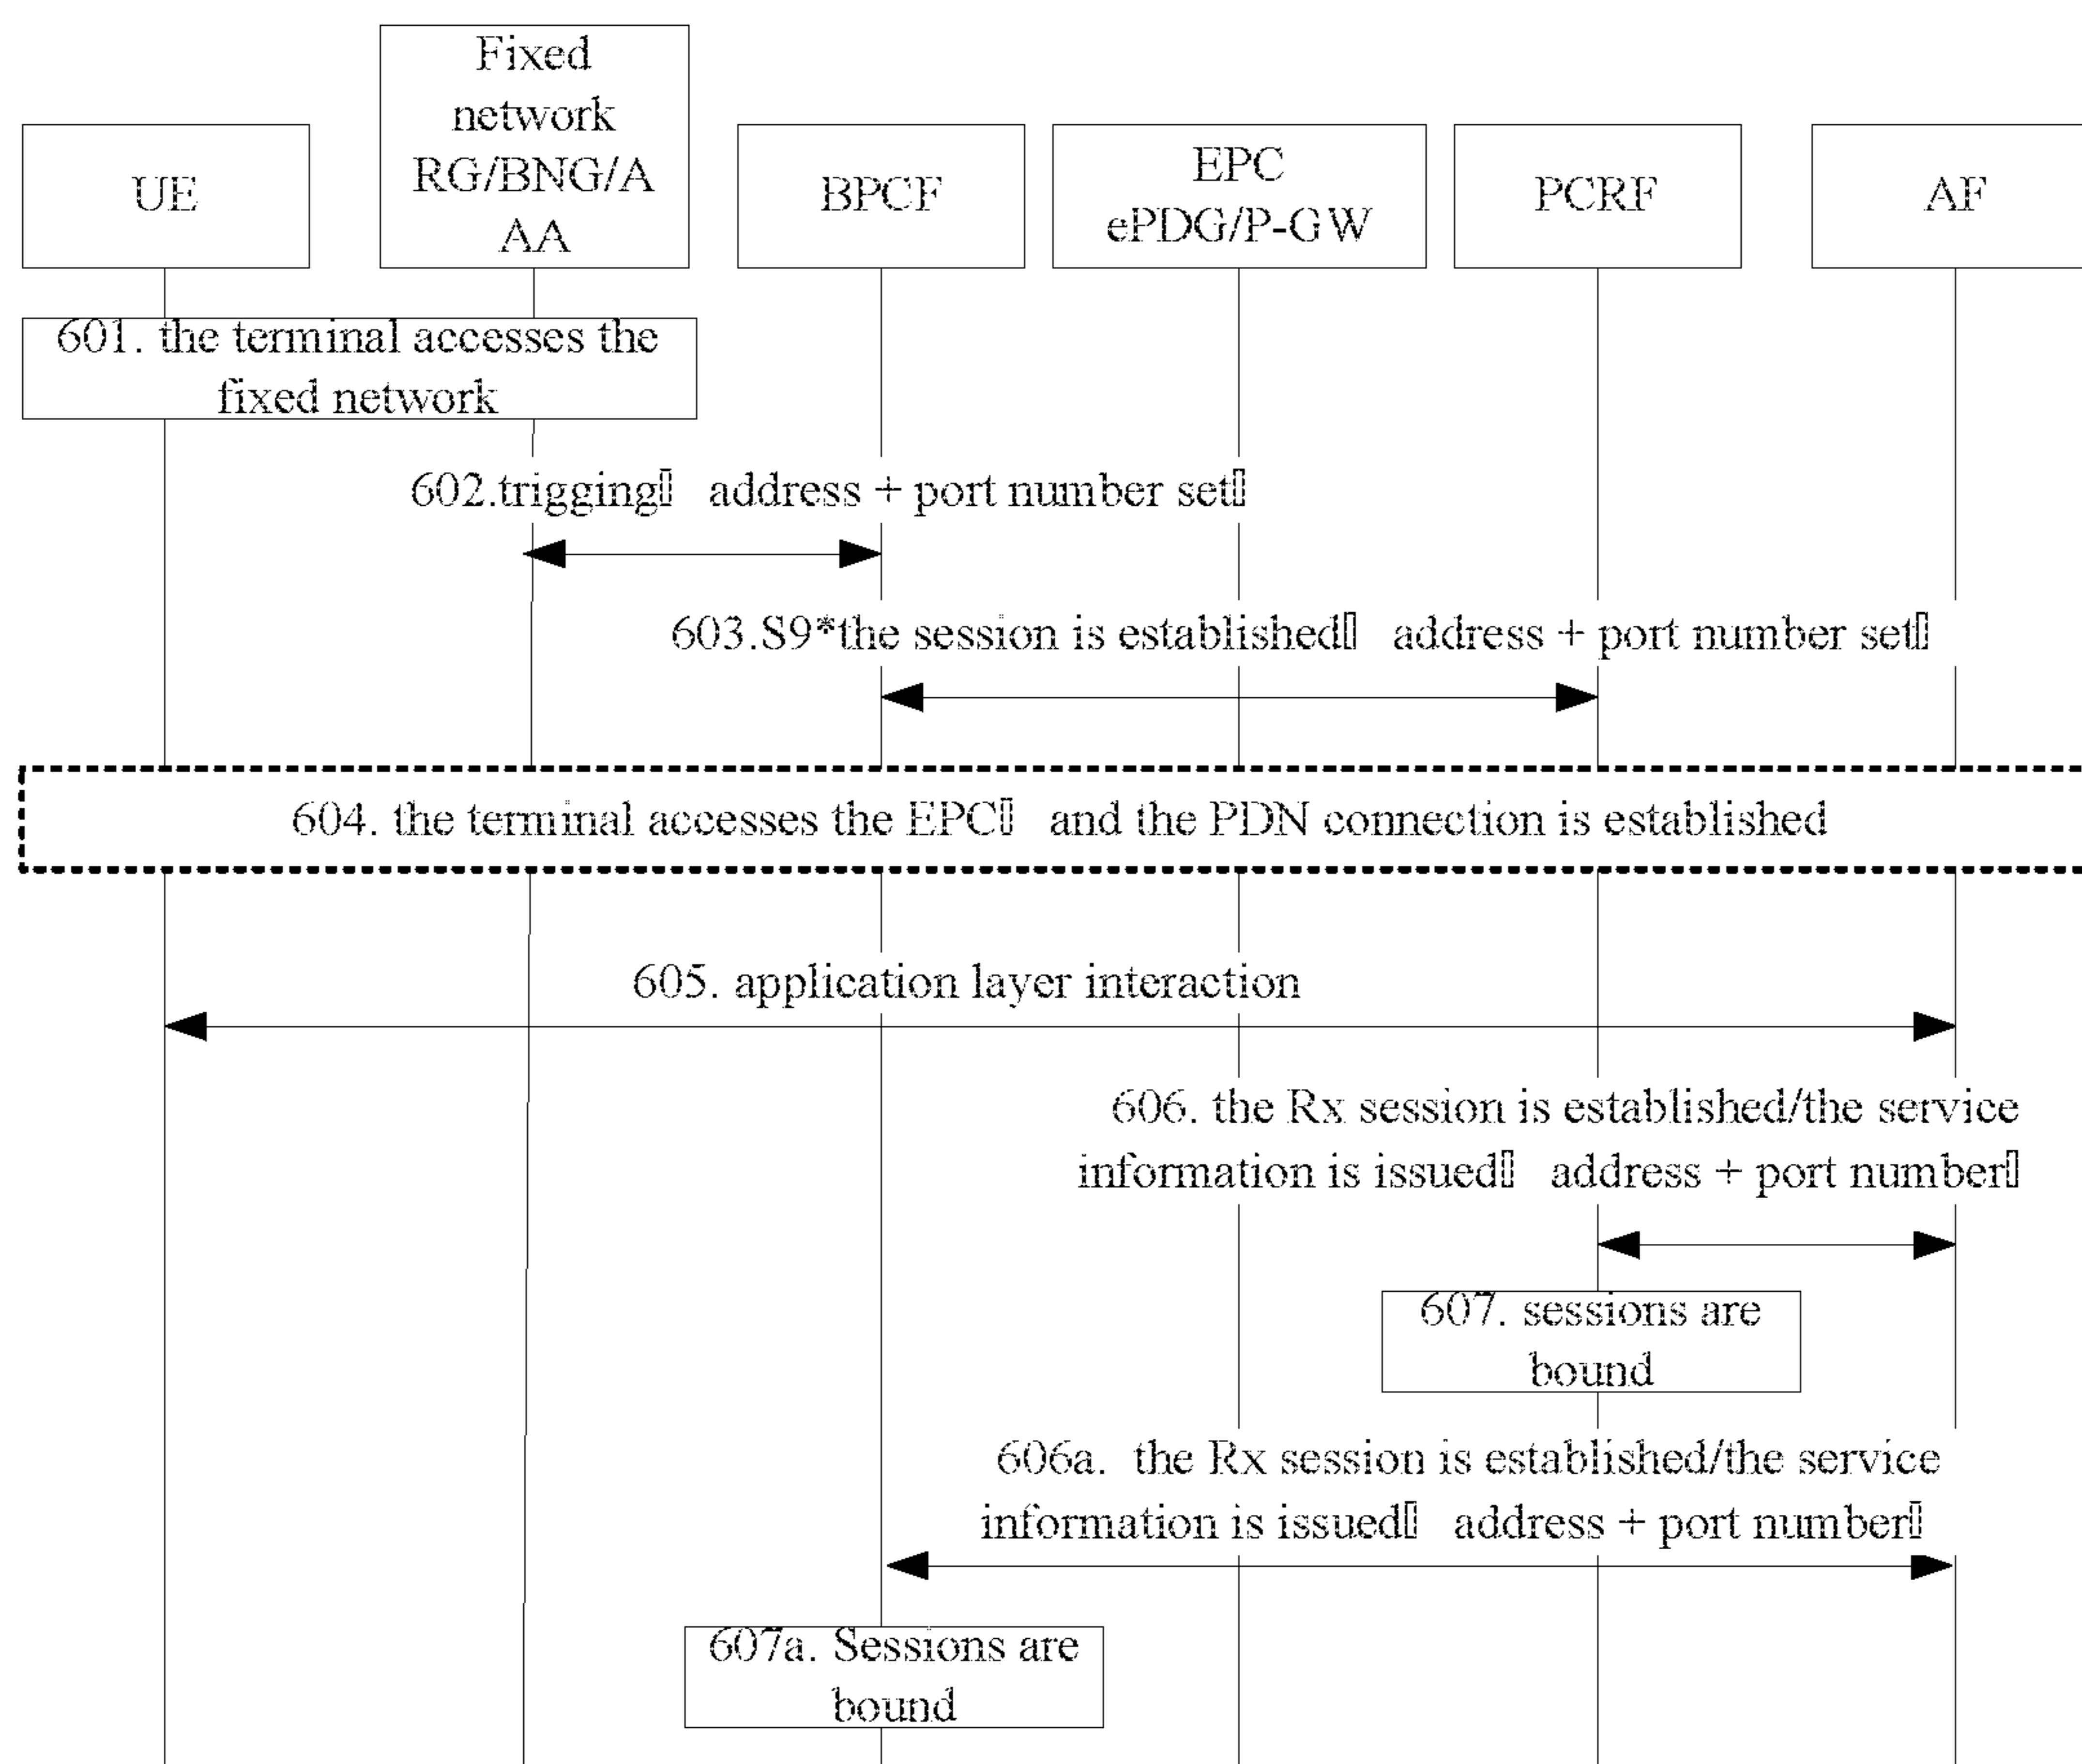 Fixed
network
RG/BNG/A
AA
UE
BPCF
EPC
ePDG/P-GW
PCRF
AF
601. the terminal accesses the
fixed network
602.trigging▯ address + port number set▯
603.S9*the session is established▯ address + port number set▯
604. the terminal accesses the EPC▯ and the PDN connection is established
605. application layer interaction
606. the Rx session is established/the service
information is issued▯ address + port number▯
607. sessions are
bound
606a. the Rx session is established/the service
information is issued▯ address + port number▯
607a. Sessions are
bound